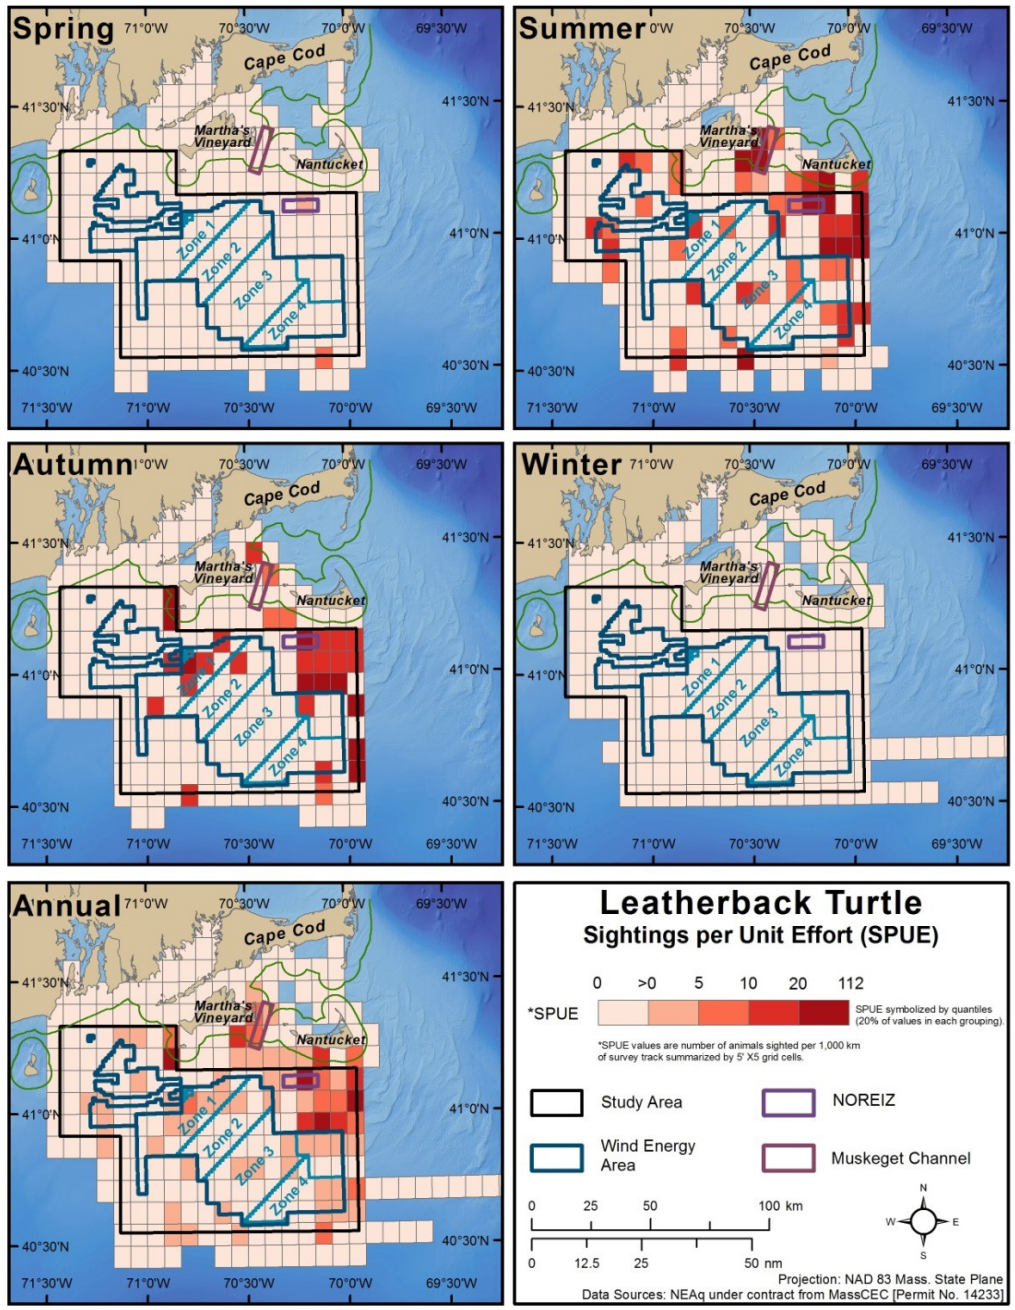 Spring
71°0'W
70°30'W
70°0'W
69°30'W
Cape Cod
41°30'N
41°30'N
Martha's
Vineyard
Nantucket
41°0'N
41°0'N
Zone 1
Zone 2
Zone 3
Zone 4
40°30'N
40°30'N
71°30'W
71°0'W
70°30'W
70°0'W
69°30'W
Summer
71°0'W
70°30'W
70°0'W
69°30'W
Cape Cod
41°30'N
41°30'N
Martha's
Vineyard
Nantucket
41°0'N
41°0'N
Zone 1
Zone 2
Zone 3
Zone 4
40°30'N
40°30'N
71°30'W
71°0'W
70°30'W
70°0'W
69°30'W
Autumn
1°0'W
70°30'W
70°0'W
69°30'W
Cape Cod
41°30'N
41°30'N
Martha's
Vineyard
Nantucket
41°0'N
41°0'N
Zone 2
Zone 3
Zone 4
40°30'N
40°30'N
71°30'W
71°0'W
70°30'W
70°0'W
69°30'W
Winter
71°0'W
70°30'W
70°0'W
69°30'W
Cape Cod
41°30'N
41°30'N
Martha's
Vineyard
Nantucket
41°0'N
41°0'N
Zone 1
Zone 2
Zone 3
Zone 4
40°30'N
40°30'N
71°30'W
71°0'W
70°30'W
70°0'W
69°30'W
Annual
71°0'W
70°30'W
70°0'W
69°30'W
Cape Cod
41°30'N
41°30'N
Martha's
Vineyard
Nantucket
41°0'N
41°0'N
Zone 1
Zone 2
Zone 3
Zone 4
40°30'N
40°30'N
71°30'W
71°0'W
70°30'W
70°0'W
69°30'W
Leatherback Turtle
Sightings per Unit Effort (SPUE)
0 >0 5 10 20 112
*SPUE
SPUE symbolized by quantiles
(20% of values in each grouping).
*SPUE values are number of animals sighted per 1,000 km
of survey track summarized by 5' X5 grid cells.
Study Area
NOREIZ
Wind Energy
Area
Muskeget Channel
0 25 50 100 km
0 12.5 25 50 nm
N
W E
S
Projection: NAD 83 Mass. State Plane
Data Sources: NEAq under contract from MassCEC [Permit No. 14233]